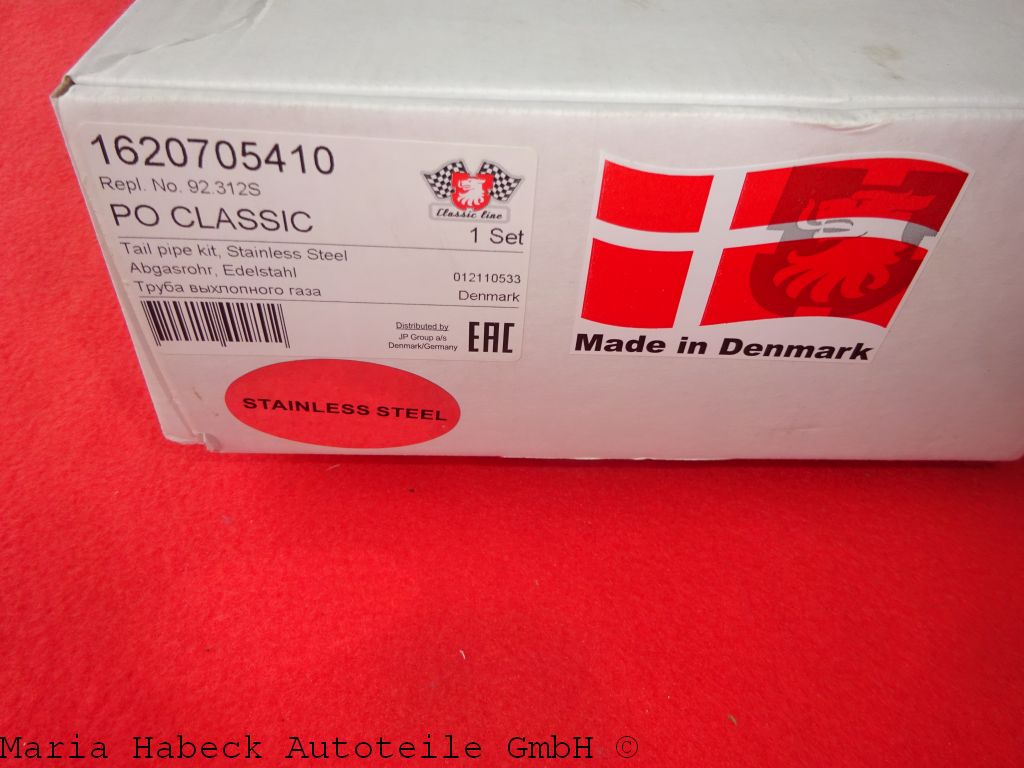 1620705410
Repl. No. 92.312S
PO CLASSIC
Classic line
1 Set
Tail pipe kit, Stainless Steel
Abgasrohr, Edelstahl
Труба выхлопного газа
012110533
Denmark
Distributed by
JP Group a/s
Denmark/Germany
EAC
STAINLESS STEEL
Made in Denmark
Maria Habeck Autoteile GmbH ©